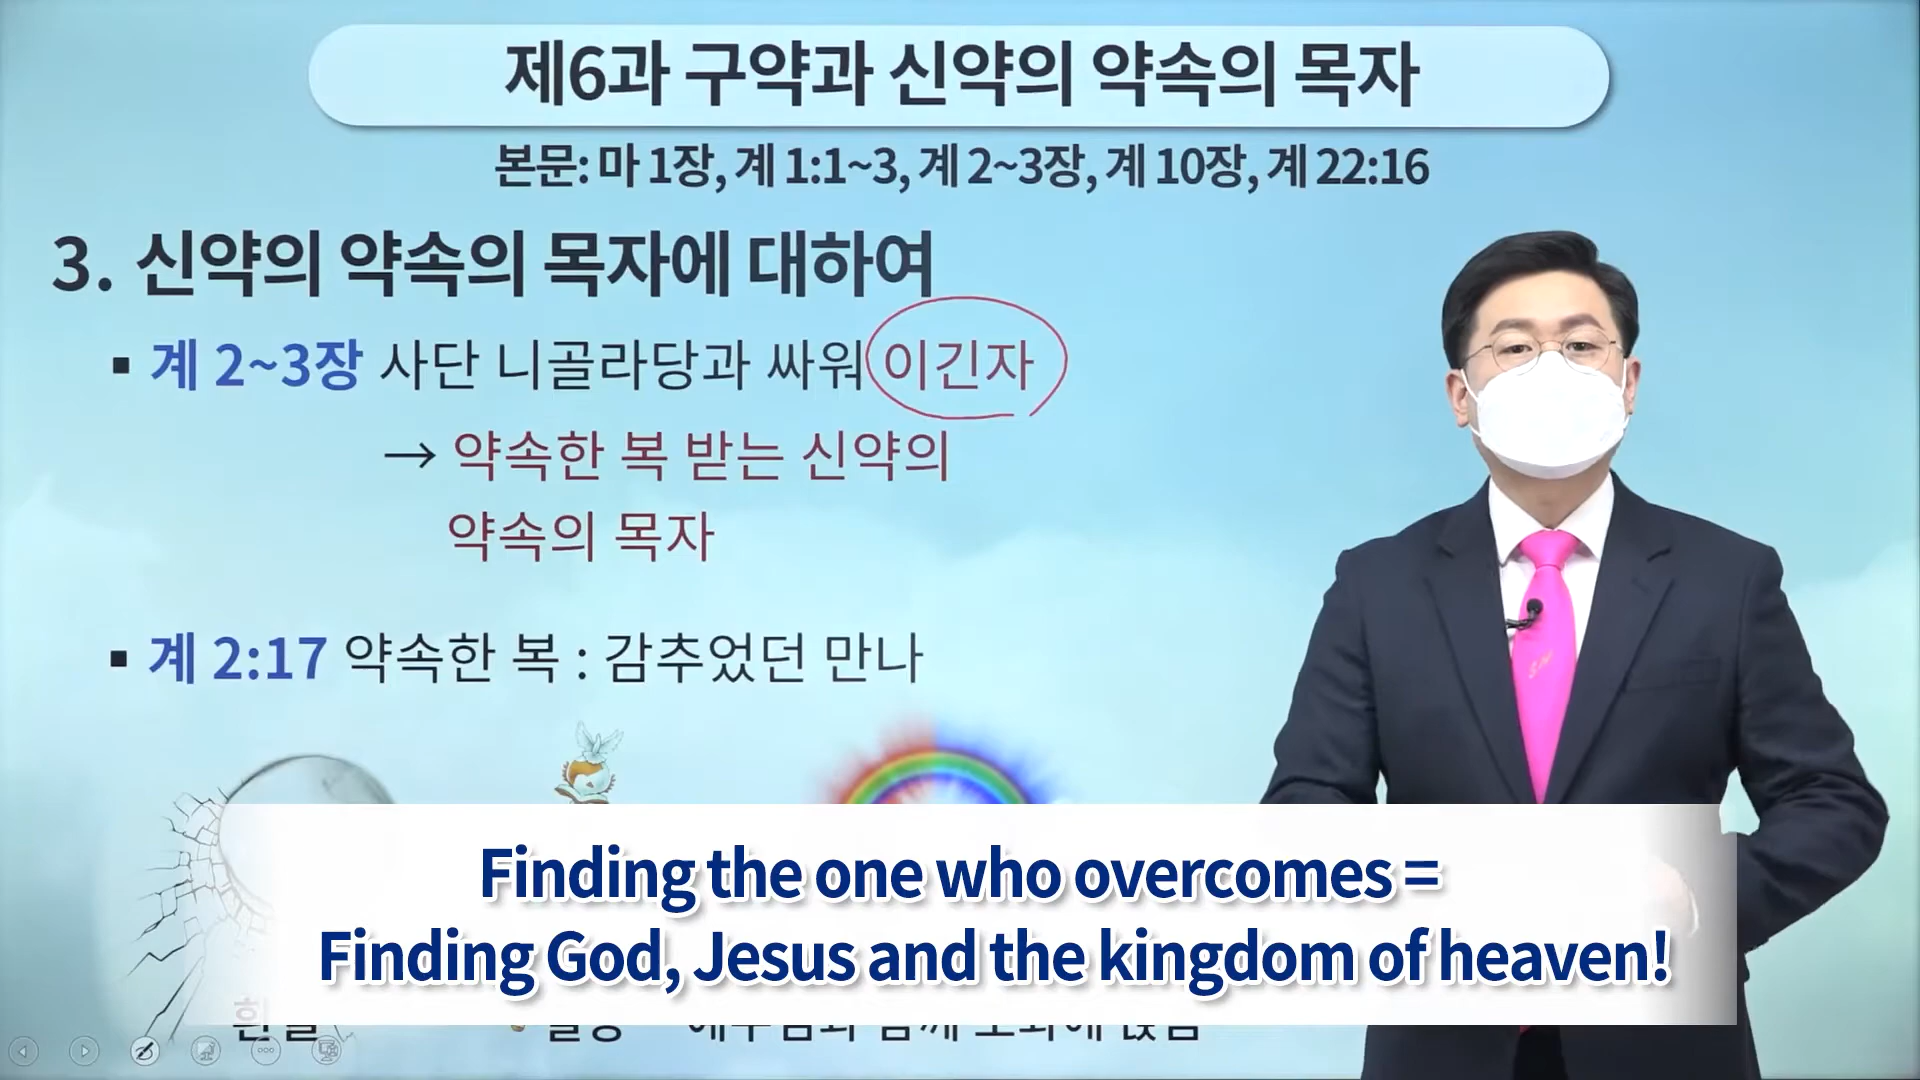 제6과 구약과 신약의 약속의 목자
본문: 마 1장, 계 1:1~3, 계 2~3장, 계 10장, 계 22:16
3. 신약의 약속의 목자에 대하여
▪ 계 2~3장 사단 니골라당과 싸워 이긴자
→ 약속한 복 받는 신약의
약속의 목자
▪ 계 2:17 약속한 복 : 감추었던 만나
Finding the one who overcomes =
Finding God, Jesus and the kingdom of heaven!